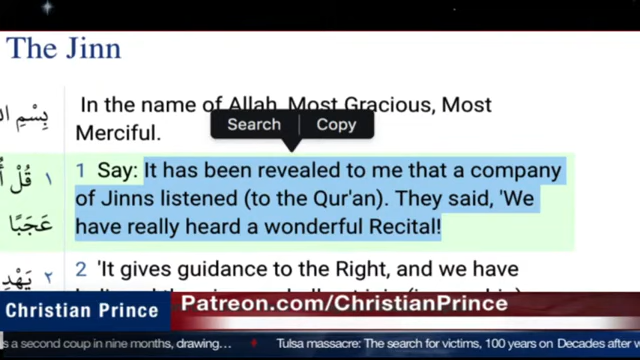 The Jinn
بِسْمِ
In the name of Allah, Most Gracious, Most
Merciful.
Search
Copy
١ قُلْ
1 Say: It has been revealed to me that a company
of Jinns listened (to the Qur'an). They said, 'We
have really heard a wonderful Recital!
عَجَبًا
٢ يَهْدِ
2 'It gives guidance to the Right, and we have
Christian Prince
Patreon.com/ChristianPrince
s a second coup in nine months, drawing... Tulsa massacre: The search for victims, 100 years on Decades after w